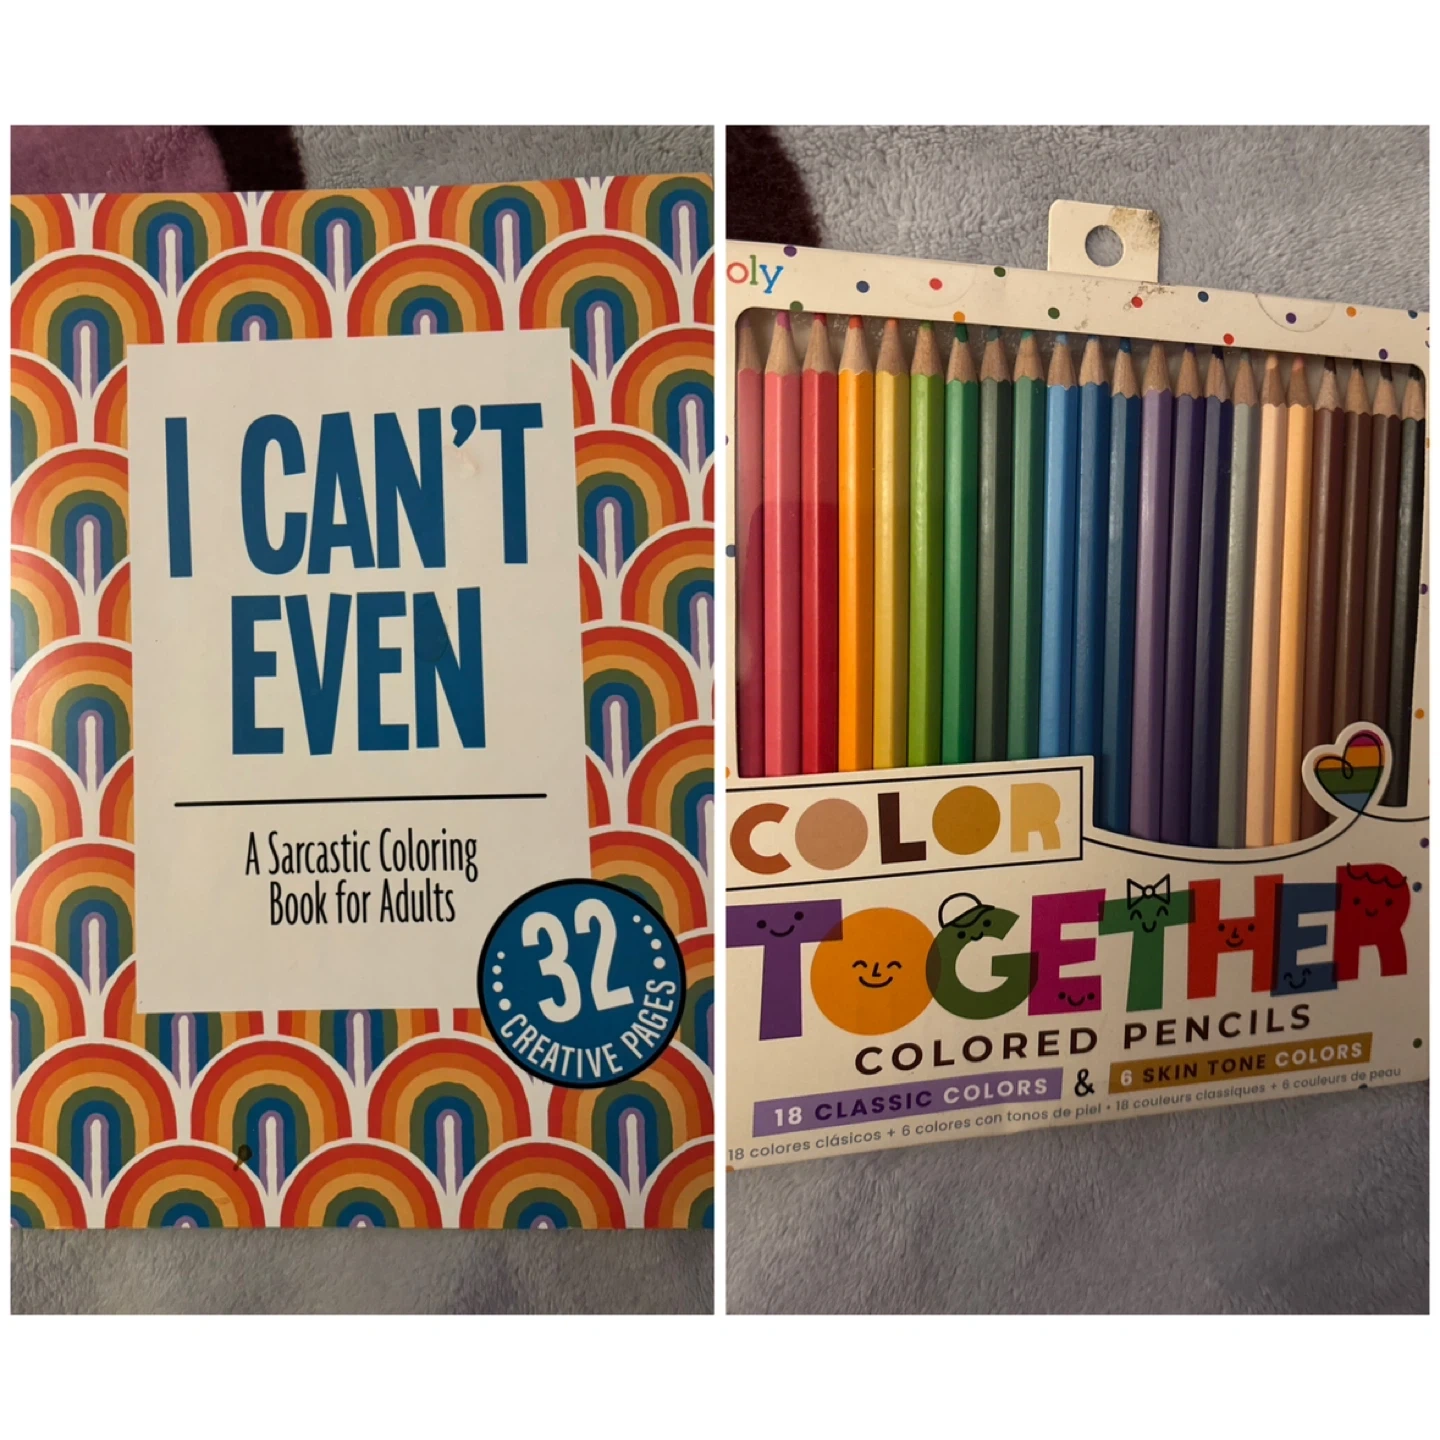 I CAN'T
EVEN
A Sarcastic Coloring
Book for Adults
32
CREATIVE PAGES
oly
COLOR
TOGETHER
COLORED PENCILS
18 CLASSIC COLORS & 6 SKIN TONE COLORS
18 colores clásicos + 6 colores con tonos de piel • 18 couleurs classiques + 6 couleurs de peau